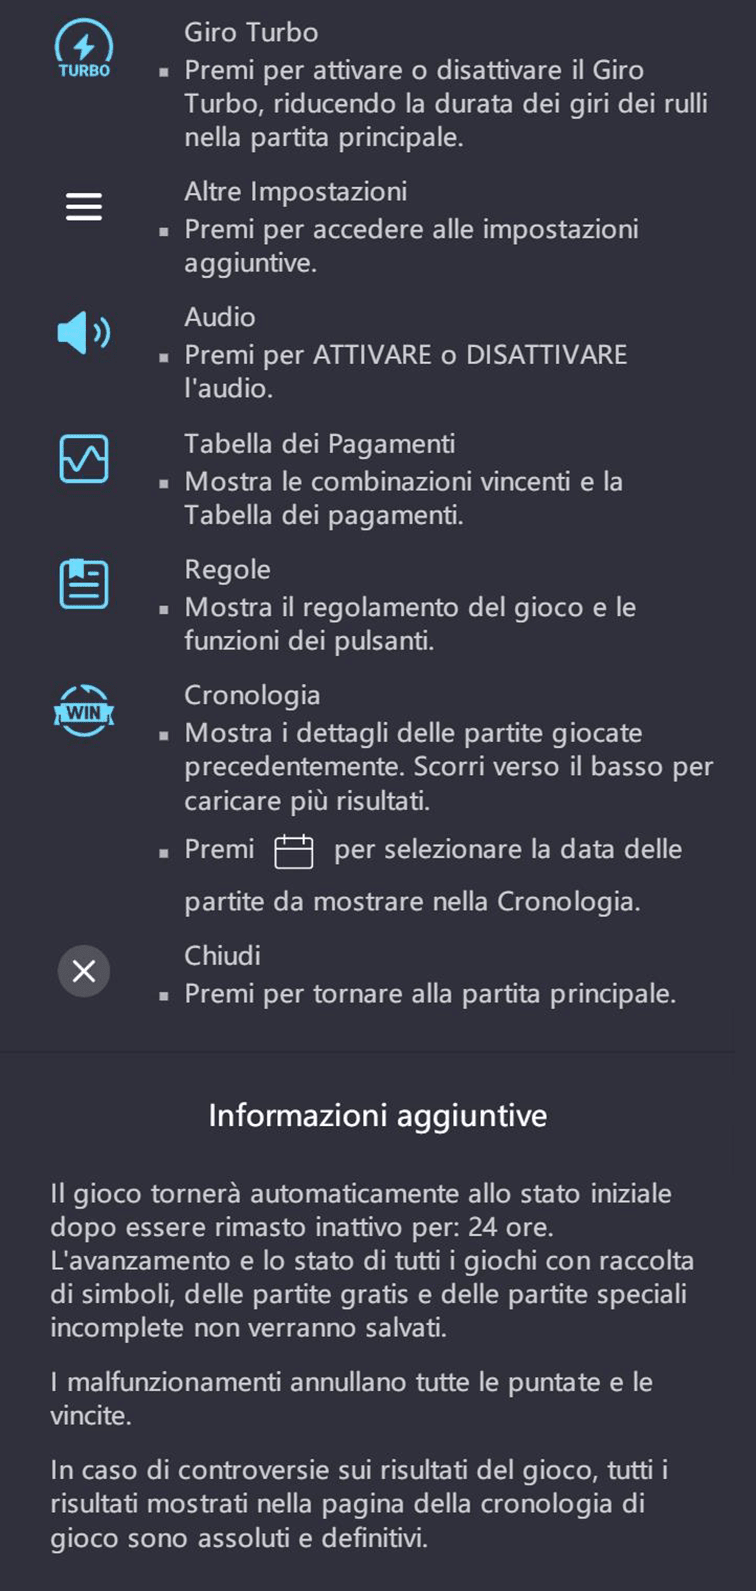 Giro Turbo
TURBO
▪ Premi per attivare o disattivare il Giro
Turbo, riducendo la durata dei giri dei rulli
nella partita principale.
Altre Impostazioni
▪ Premi per accedere alle impostazioni
aggiuntive.
Audio
▪ Premi per ATTIVARE o DISATTIVARE
l'audio.
Tabella dei Pagamenti
▪ Mostra le combinazioni vincenti e la
Tabella dei pagamenti.
Regole
▪ Mostra il regolamento del gioco e le
funzioni dei pulsanti.
Cronologia
WIN
▪ Mostra i dettagli delle partite giocate
precedentemente. Scorri verso il basso per
caricare più risultati.
▪ Premi per selezionare la data delle
partite da mostrare nella Cronologia.
Chiudi
▪ Premi per tornare alla partita principale.
Informazioni aggiuntive
Il gioco tornerà automaticamente allo stato iniziale
dopo essere rimasto inattivo per: 24 ore.
L'avanzamento e lo stato di tutti i giochi con raccolta
di simboli, delle partite gratis e delle partite speciali
incomplete non verranno salvati.
I malfunzionamenti annullano tutte le puntate e le
vincite.
In caso di controversie sui risultati del gioco, tutti i
risultati mostrati nella pagina della cronologia di
gioco sono assoluti e definitivi.